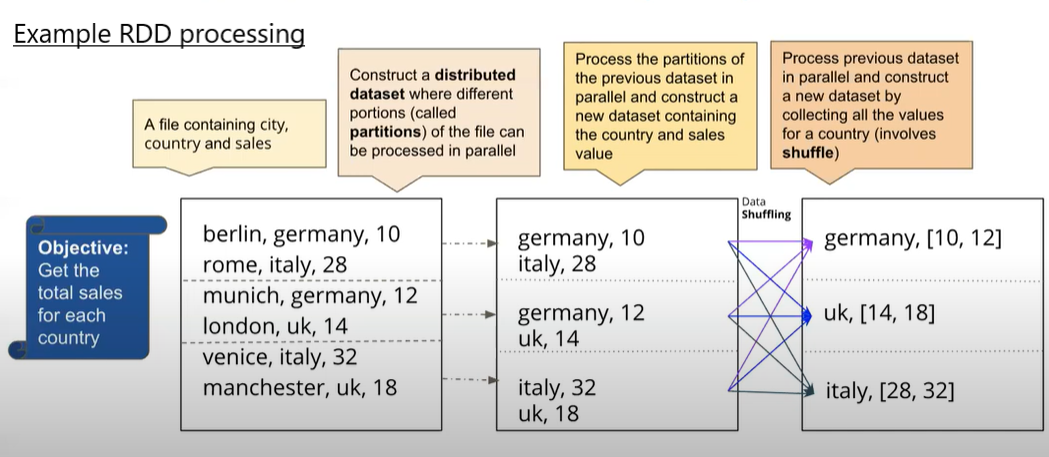 Example RDD processing
A file containing city,
country and sales
Construct a distributed
dataset where different
portions (called
partitions) of the file can
be processed in parallel
Process the partitions of
the previous dataset in
parallel and construct a
new dataset containing
the country and sales
value
Process previous dataset
in parallel and construct
a new dataset by
collecting all the values
for a country (involves
shuffle)
Objective:
Get the
total sales
for each
country
berlin, germany, 10
rome, italy, 28
munich, germany, 12
london, uk, 14
venice, italy, 32
manchester, uk, 18
germany, 10
italy, 28
germany, 12
uk, 14
italy, 32
uk, 18
Data
Shuffling
germany, [10, 12]
uk, [14, 18]
italy, [28, 32]